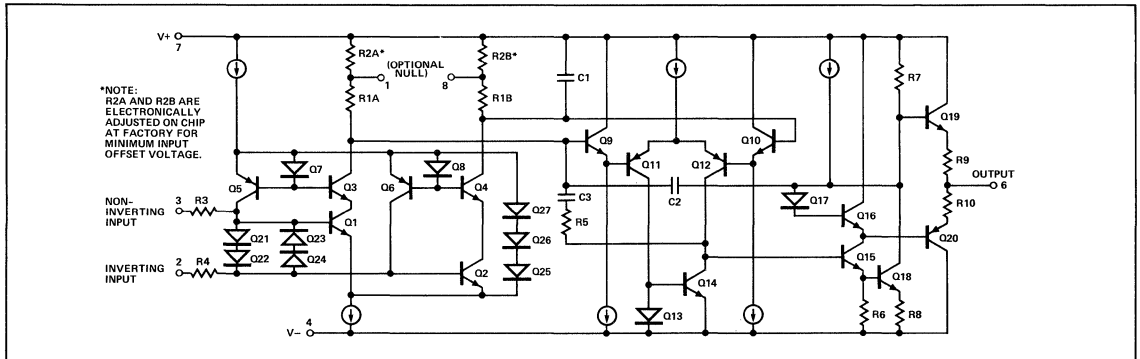 V+
7
R2A*
(OPTIONAL
NULL)
1
8
R2B*
R1A
R1B
C1
R7
*NOTE:
R2A AND R2B ARE
ELECTRONICALLY
ADJUSTED ON CHIP
AT FACTORY FOR
MINIMUM INPUT
OFFSET VOLTAGE.
Q9
Q10
Q19
Q11
Q12
R9
Q7
Q8
Q5
Q3
Q6
Q4
OUTPUT
6
NON-
INVERTING
INPUT
3
R3
Q1
C3
C2
Q17
Q16
R10
Q27
Q21
Q23
R5
Q20
Q22
Q24
Q26
INVERTING
INPUT
2
R4
Q2
Q25
Q15
Q18
Q14
Q13
R6
R8
V−
4